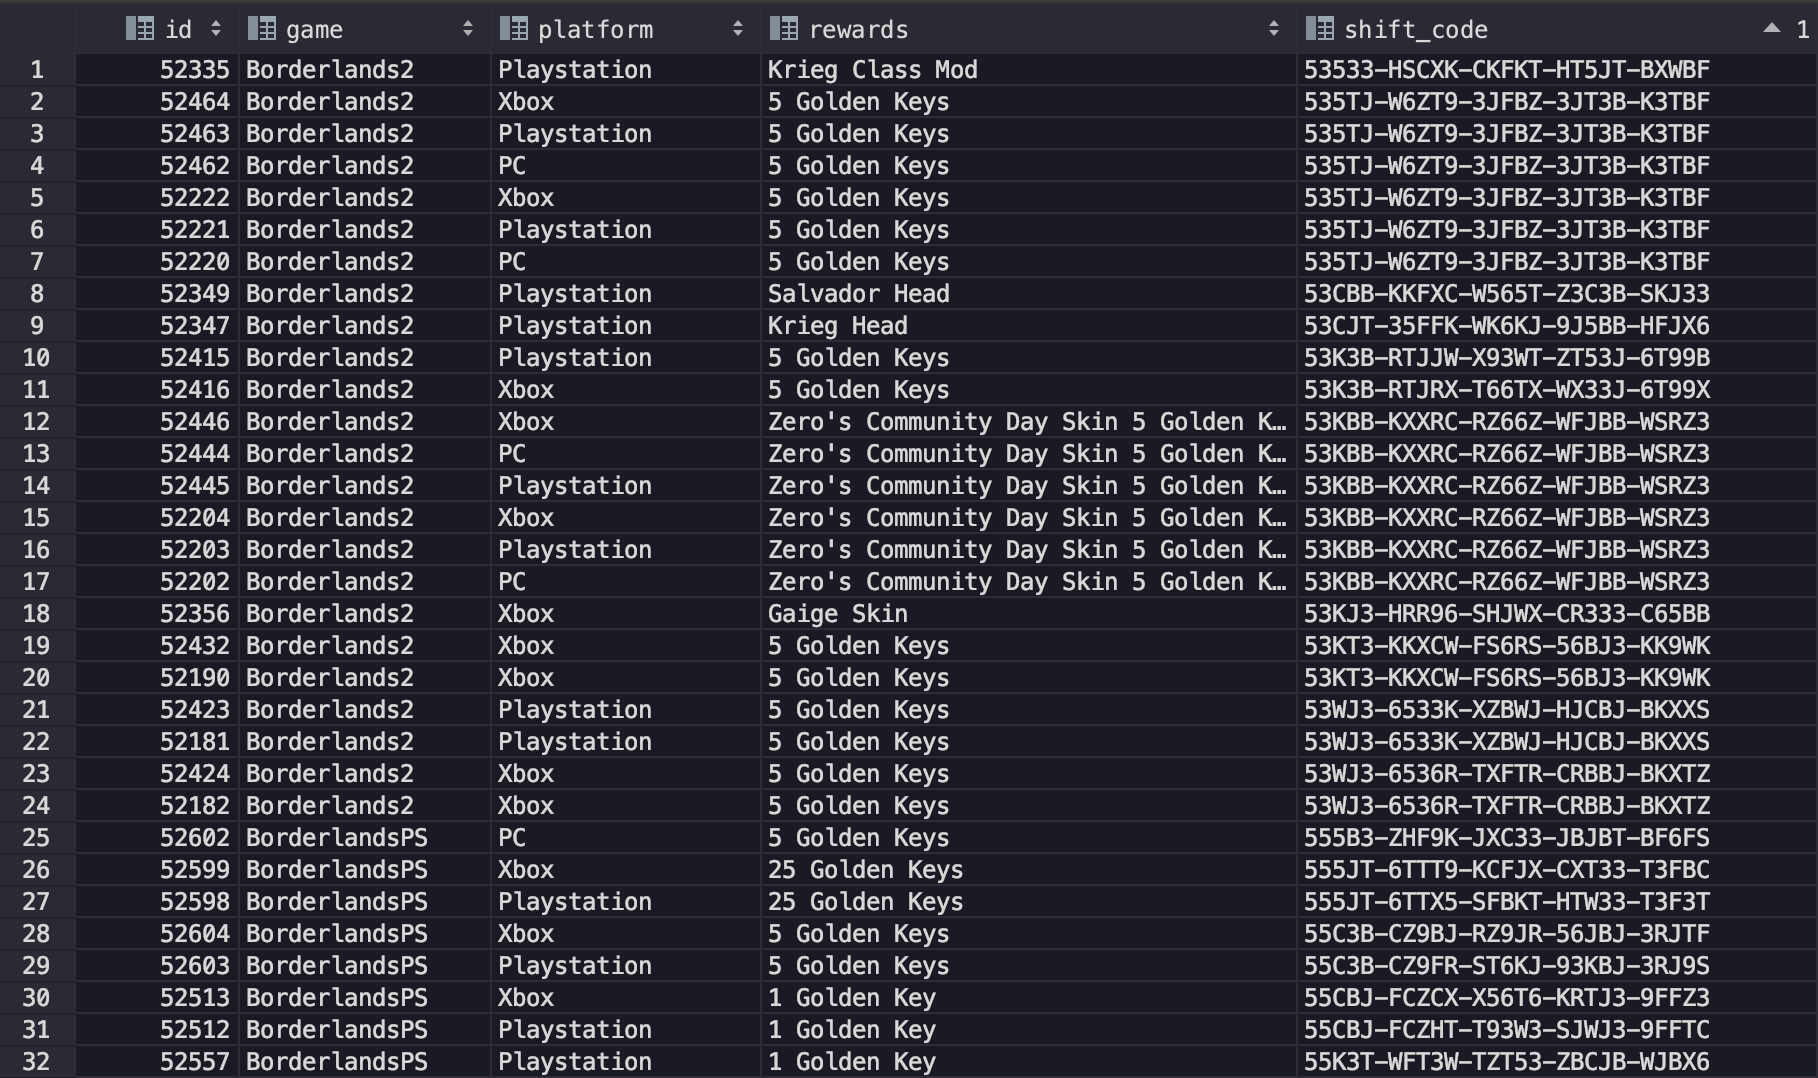 id game platform rewards shift_code 1
1 52335 Borderlands2 Playstation Krieg Class Mod 53533-HSCXK-CKFKT-HT5JT-BXWBF
2 52464 Borderlands2 Xbox 5 Golden Keys 535TJ-W6ZT9-3JFBZ-3JT3B-K3TBF
3 52463 Borderlands2 Playstation 5 Golden Keys 535TJ-W6ZT9-3JFBZ-3JT3B-K3TBF
4 52462 Borderlands2 PC 5 Golden Keys 535TJ-W6ZT9-3JFBZ-3JT3B-K3TBF
5 52222 Borderlands2 Xbox 5 Golden Keys 535TJ-W6ZT9-3JFBZ-3JT3B-K3TBF
6 52221 Borderlands2 Playstation 5 Golden Keys 535TJ-W6ZT9-3JFBZ-3JT3B-K3TBF
7 52220 Borderlands2 PC 5 Golden Keys 535TJ-W6ZT9-3JFBZ-3JT3B-K3TBF
8 52349 Borderlands2 Playstation Salvador Head 53CBB-KKFXC-W565T-Z3C3B-SKJ33
9 52347 Borderlands2 Playstation Krieg Head 53CJT-35FFK-WK6KJ-9J5BB-HFJX6
10 52415 Borderlands2 Playstation 5 Golden Keys 53K3B-RTJJW-X93WT-ZT53J-6T99B
11 52416 Borderlands2 Xbox 5 Golden Keys 53K3B-RTJRX-T66TX-WX33J-6T99X
12 52446 Borderlands2 Xbox Zero's Community Day Skin 5 Golden K… 53KBB-KXXRC-RZ66Z-WFJBB-WSRZ3
13 52444 Borderlands2 PC Zero's Community Day Skin 5 Golden K… 53KBB-KXXRC-RZ66Z-WFJBB-WSRZ3
14 52445 Borderlands2 Playstation Zero's Community Day Skin 5 Golden K… 53KBB-KXXRC-RZ66Z-WFJBB-WSRZ3
15 52204 Borderlands2 Xbox Zero's Community Day Skin 5 Golden K… 53KBB-KXXRC-RZ66Z-WFJBB-WSRZ3
16 52203 Borderlands2 Playstation Zero's Community Day Skin 5 Golden K… 53KBB-KXXRC-RZ66Z-WFJBB-WSRZ3
17 52202 Borderlands2 PC Zero's Community Day Skin 5 Golden K… 53KBB-KXXRC-RZ66Z-WFJBB-WSRZ3
18 52356 Borderlands2 Xbox Gaige Skin 53KJ3-HRR96-SHJWX-CR333-C65BB
19 52432 Borderlands2 Xbox 5 Golden Keys 53KT3-KKXCW-FS6RS-56BJ3-KK9WK
20 52190 Borderlands2 Xbox 5 Golden Keys 53KT3-KKXCW-FS6RS-56BJ3-KK9WK
21 52423 Borderlands2 Playstation 5 Golden Keys 53WJ3-6533K-XZBWJ-HJCBJ-BKXXS
22 52181 Borderlands2 Playstation 5 Golden Keys 53WJ3-6533K-XZBWJ-HJCBJ-BKXXS
23 52424 Borderlands2 Xbox 5 Golden Keys 53WJ3-6536R-TXFTR-CRBBJ-BKXTZ
24 52182 Borderlands2 Xbox 5 Golden Keys 53WJ3-6536R-TXFTR-CRBBJ-BKXTZ
25 52602 BorderlandsPS PC 5 Golden Keys 555B3-ZHF9K-JXC33-JBJBT-BF6FS
26 52599 BorderlandsPS Xbox 25 Golden Keys 555JT-6TTT9-KCFJX-CXT33-T3FBC
27 52598 BorderlandsPS Playstation 25 Golden Keys 555JT-6TTX5-SFBKT-HTW33-T3F3T
28 52604 BorderlandsPS Xbox 5 Golden Keys 55C3B-CZ9BJ-RZ9JR-56JBJ-3RJTF
29 52603 BorderlandsPS Playstation 5 Golden Keys 55C3B-CZ9FR-ST6KJ-93KBJ-3RJ9S
30 52513 BorderlandsPS Xbox 1 Golden Key 55CBJ-FCZCX-X56T6-KRTJ3-9FFZ3
31 52512 BorderlandsPS Playstation 1 Golden Key 55CBJ-FCZHT-T93W3-SJWJ3-9FFTC
32 52557 BorderlandsPS Playstation 1 Golden Key 55K3T-WFT3W-TZT53-ZBCJB-WJBX6